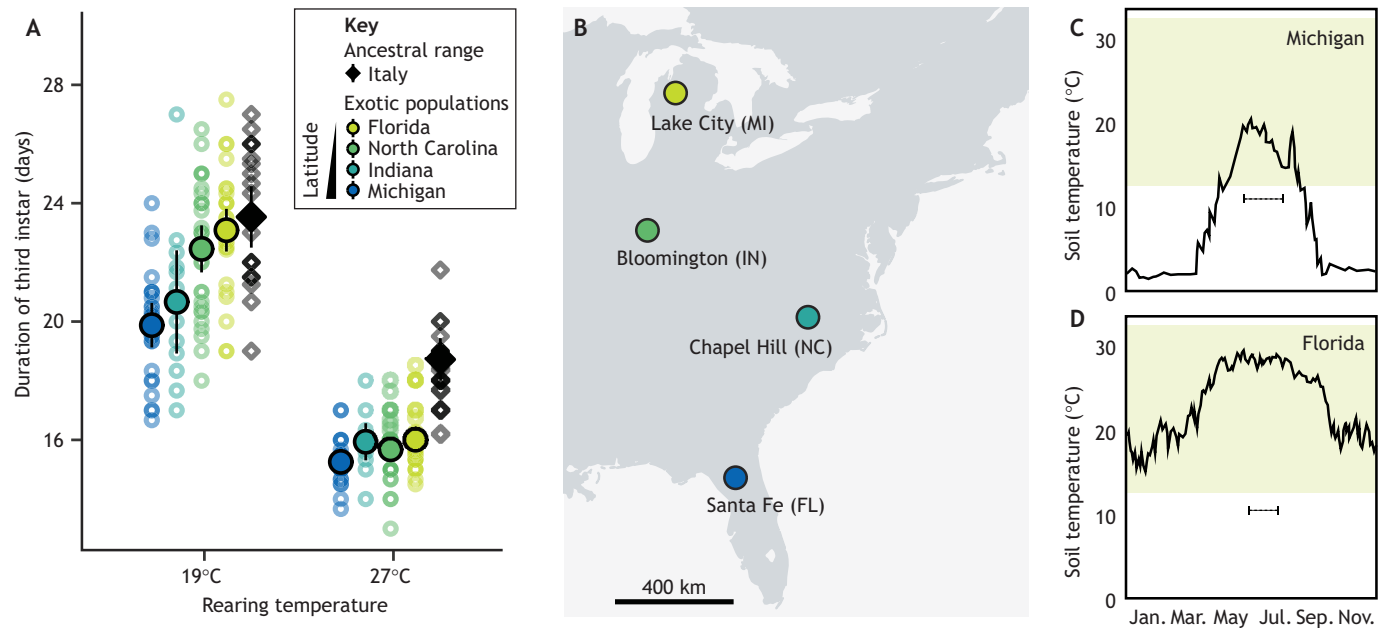 A
Duration of third instar (days)
28
24
20
16
19°C
27°C
Rearing temperature
Key
Ancestral range
Italy
Exotic populations
Florida
North Carolina
Indiana
Michigan
Latitude
B
Lake City (MI)
Bloomington (IN)
Chapel Hill (NC)
Santa Fe (FL)
400 km
C
Michigan
Soil temperature (°C)
30
20
10
0
D
Florida
Soil temperature (°C)
30
20
10
0
Jan. Mar. May Jul. Sep. Nov.